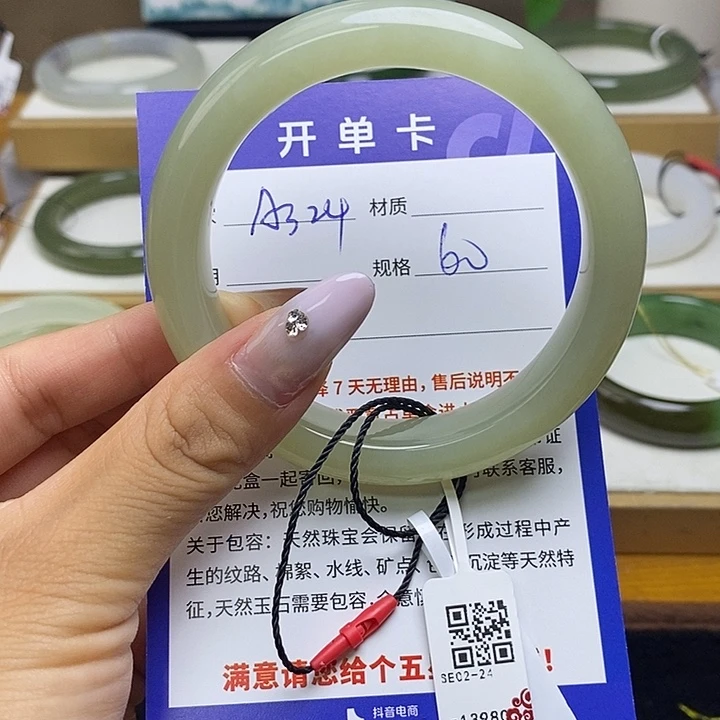 开单卡
A324 材质
规格 60
7天无理由,售后说明不
盒一起寄回
联系客服,
您解决,祝您购物愉快。
关于包容:天然珠宝会保留 形成过程中产
生的纹路、棉絮、水线、矿点、 沉淀等天然特
征,天然玉石需要包容
满意请您给个五 !
抖音电商
SEC2-24
13980